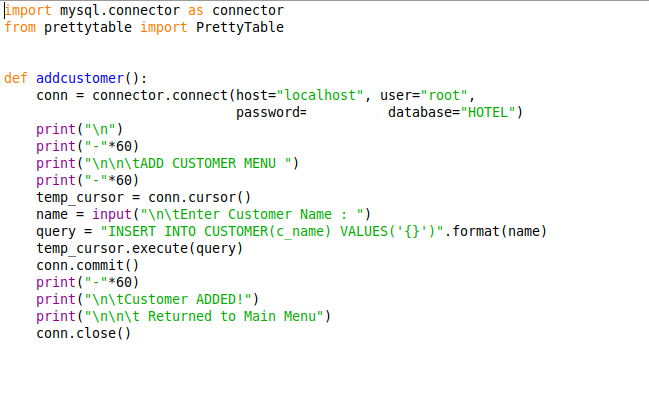 import mysql.connector as connector
from prettytable import PrettyTable
def addcustomer():
    conn = connector.connect(host="localhost", user="root",
                             password=          database="HOTEL")
    print("\n")
    print("-"*60)
    print("\n\n\tADD CUSTOMER MENU ")
    print("-"*60)
    temp_cursor = conn.cursor()
    name = input("\n\tEnter Customer Name : ")
    query = "INSERT INTO CUSTOMER(c_name) VALUES('{}')".format(name)
    temp_cursor.execute(query)
    conn.commit()
    print("-"*60)
    print("\n\tCustomer ADDED!")
    print("\n\n\t Returned to Main Menu")
    conn.close()